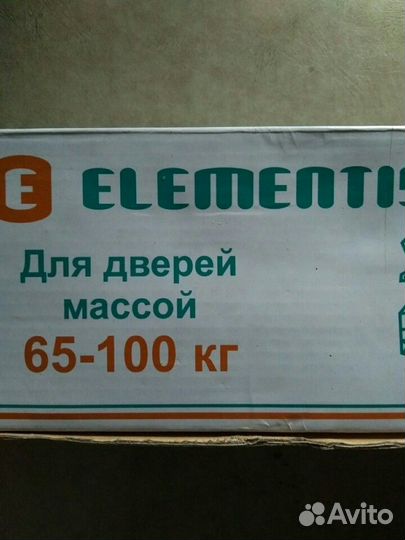 E ELEMENTIS
Для дверей
массой
65-100 кг
Avito